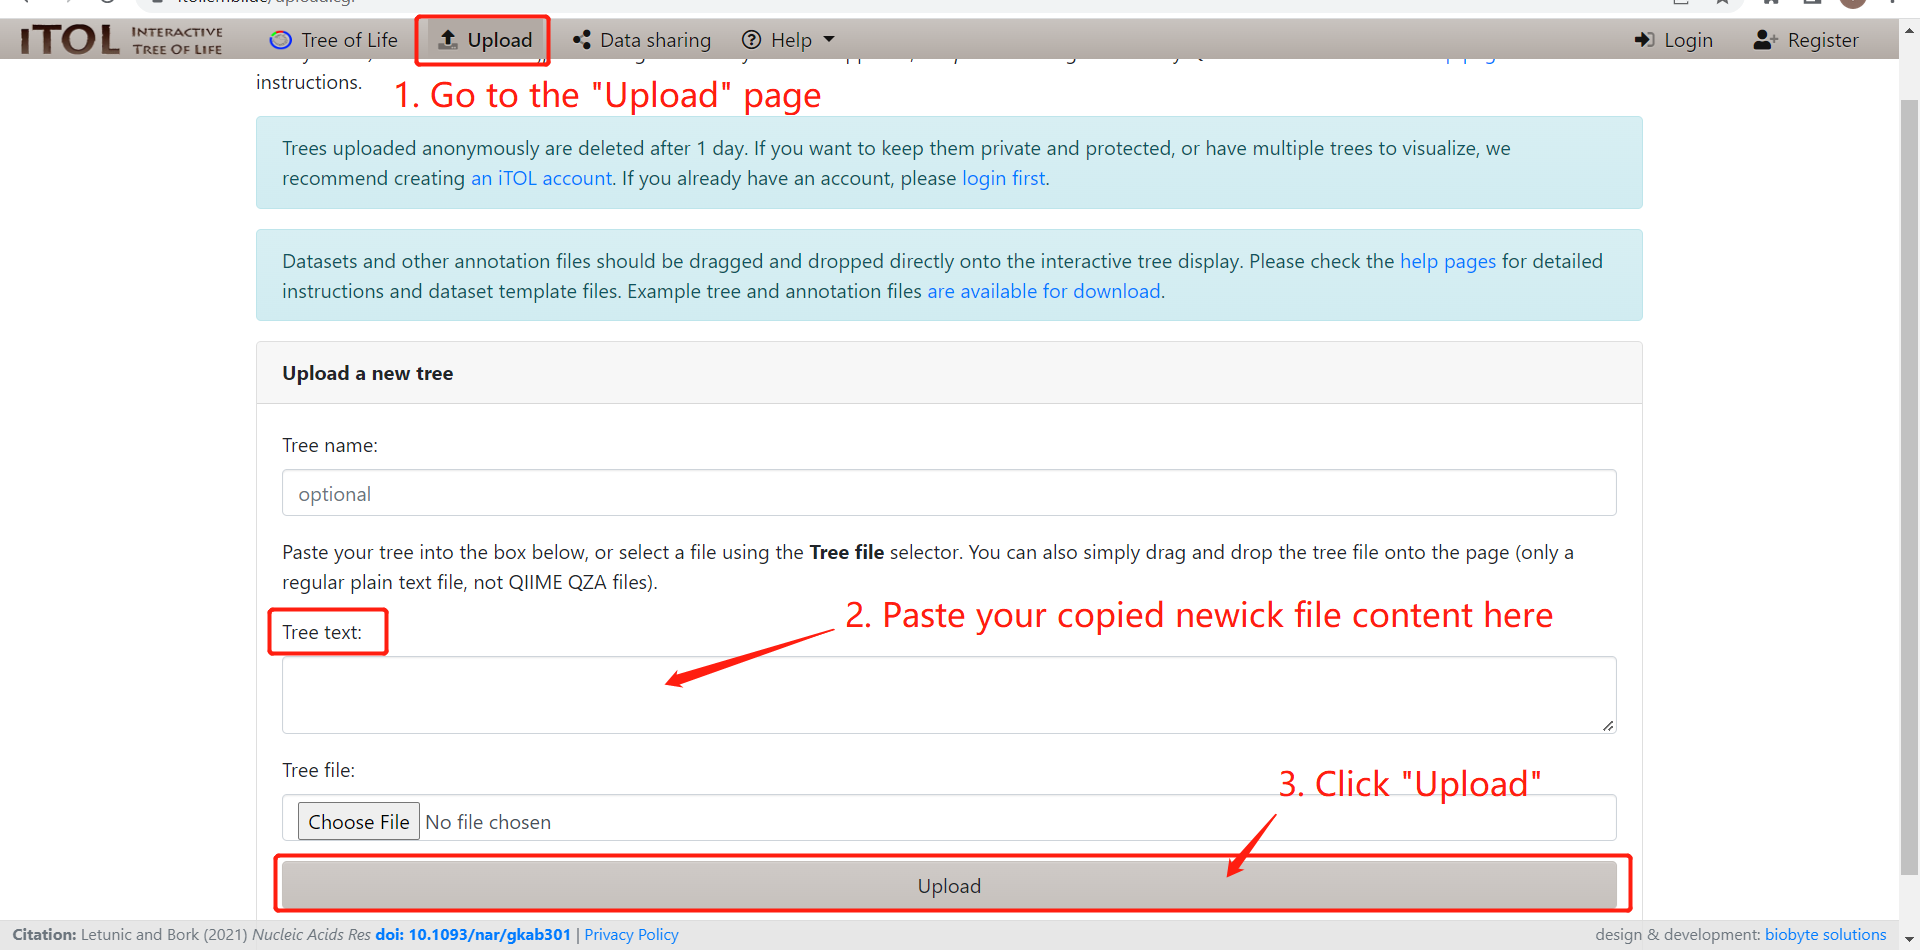 iTOL INTERACTIVE TREE OF LIFE Tree of Life Upload Data sharing Help Login Register
instructions.
1. Go to the "Upload" page
Trees uploaded anonymously are deleted after 1 day. If you want to keep them private and protected, or have multiple trees to visualize, we
recommend creating an iTOL account. If you already have an account, please login first.
Datasets and other annotation files should be dragged and dropped directly onto the interactive tree display. Please check the help pages for detailed
instructions and dataset template files. Example tree and annotation files are available for download.
Upload a new tree
Tree name:
optional
Paste your tree into the box below, or select a file using the Tree file selector. You can also simply drag and drop the tree file onto the page (only a
regular plain text file, not QIIME QZA files).
2. Paste your copied newick file content here
Tree text:
Tree file:
3. Click "Upload"
Choose File No file chosen
Upload
Citation: Letunic and Bork (2021) Nucleic Acids Res doi: 10.1093/nar/gkab301 | Privacy Policy
design & development: biobyte solutions